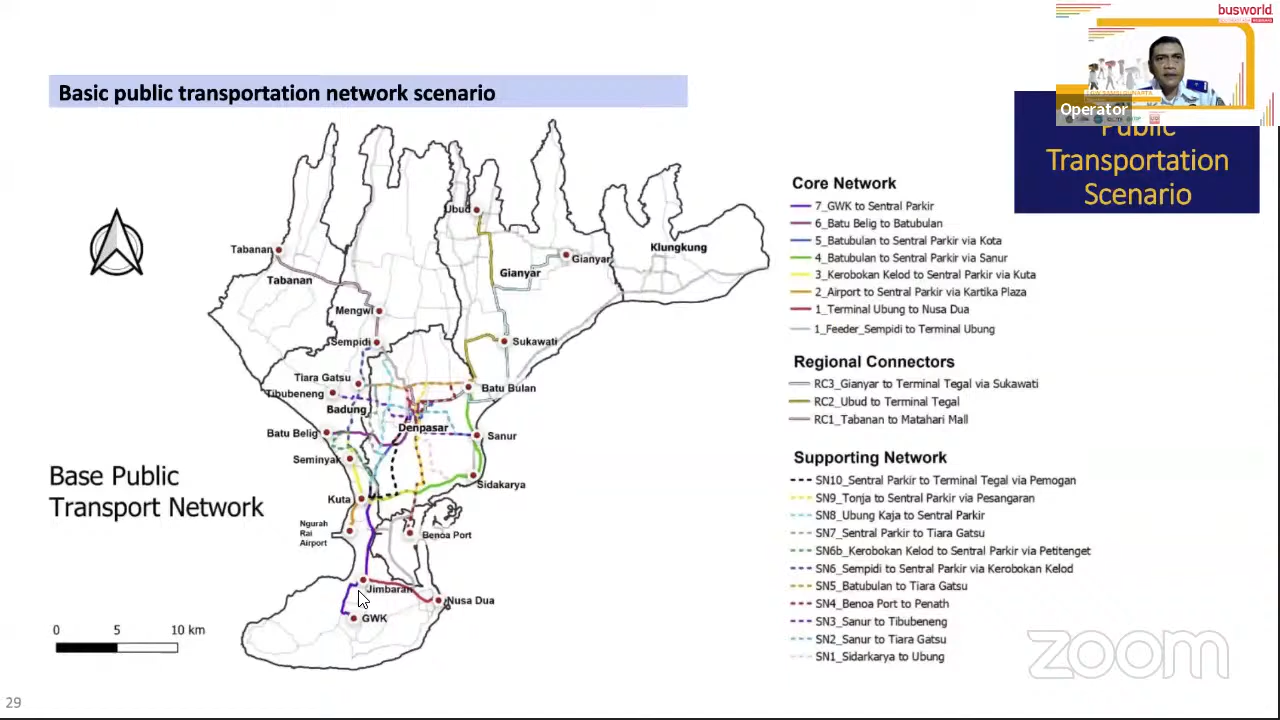 busworld.
Operator
Basic public transportation network scenario
Public
Transportation
Scenario
Ubud
Tabanan
Tabanan
Gianyar
Gianyar
Klungkung
Mengwi
Sempidi
Sukawati
Tiara Gatsu
Tibubeneng
Batu Bulan
Badung
Denpasar
Batu Belig
Sanur
Seminyak
Sidakarya
Kuta
Ngurah
Rai
Airport
Benoa Port
Jimbaran
Nusa Dua
GWK
Base Public
Transport Network
0 5 10 km
Core Network
7_GWK to Sentral Parkir
6_Batu Belig to Batubulan
5_Batubulan to Sentral Parkir via Kota
4_Batubulan to Sentral Parkir via Sanur
3_Kerobokan Kelod to Sentral Parkir via Kuta
2_Airport to Sentral Parkir via Kartika Plaza
1_Terminal Ubung to Nusa Dua
1_Feeder_Sempidi to Terminal Ubung
Regional Connectors
RC3_Gianyar to Terminal Tegal via Sukawati
RC2_Ubud to Terminal Tegal
RC1_Tabanan to Matahari Mall
Supporting Network
SN10_Sentral Parkir to Terminal Tegal via Pemogan
SN9_Tonja to Sentral Parkir via Pesangaran
SN8_Ubung Kaja to Sentral Parkir
SN7_Sentral Parkir to Tiara Gatsu
SN6b_Kerobokan Kelod to Sentral Parkir via Petitenget
SN6_Sempidi to Sentral Parkir via Kerobokan Kelod
SN5_Batubulan to Tiara Gatsu
SN4_Benoa Port to Penath
SN3_Sanur to Tibubeneng
SN2_Sanur to Tiara Gatsu
SN1_Sidarkarya to Ubung
zoom
29